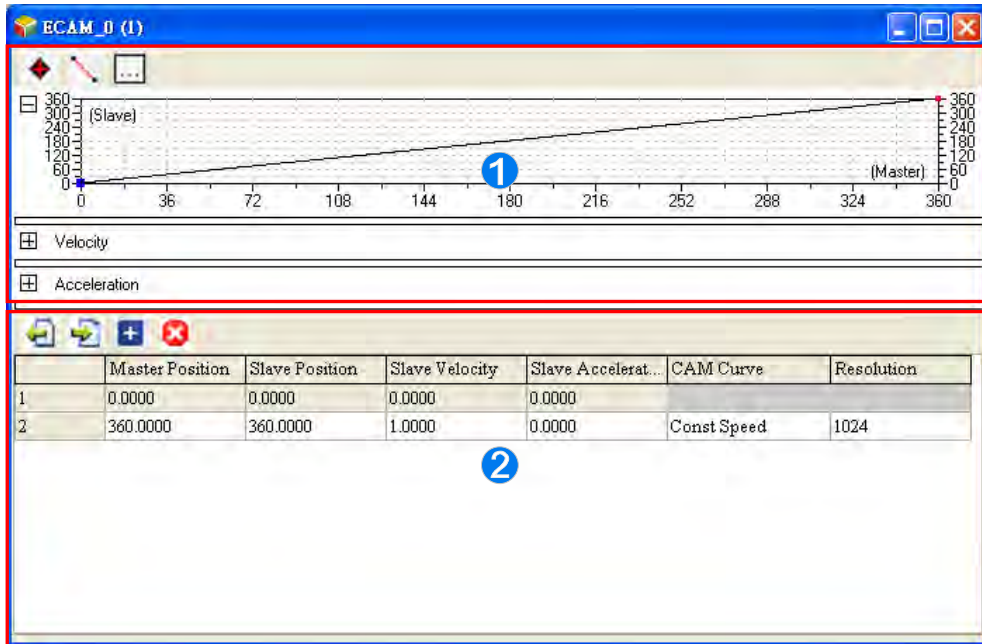 ECAM_0 (1)
...
360 360
300 (Slave) 300
240 240
180 180
120 120
60 (Master) 60
0 0
0 36 72 108 144 180 216 252 288 324 360
1
Velocity
Acceleration
Master Position Slave Position Slave Velocity Slave Accelerat... CAM Curve Resolution
1 0.0000 0.0000 0.0000 0.0000
2 360.0000 360.0000 1.0000 0.0000 Const Speed 1024
2